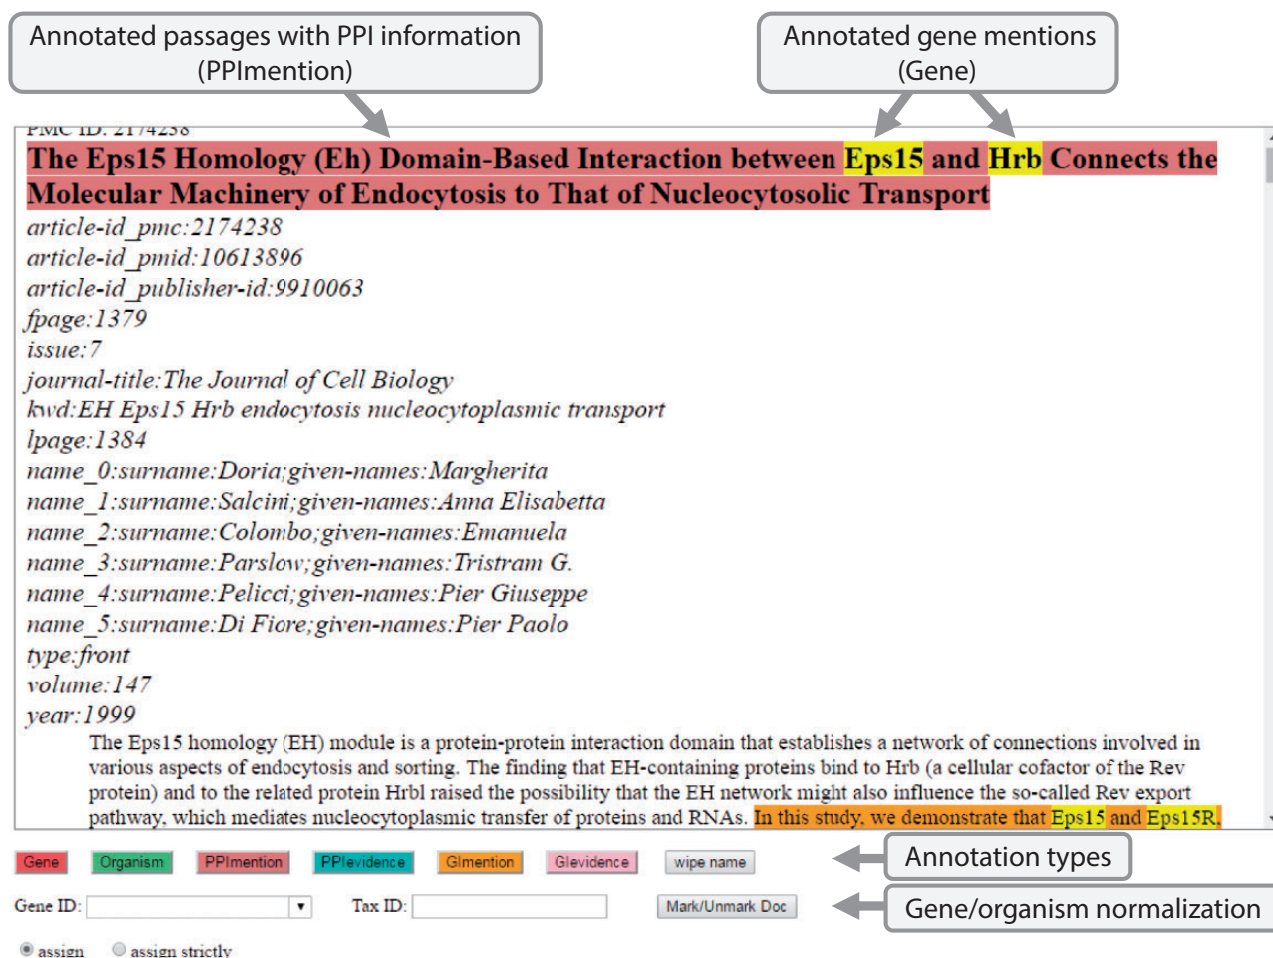 Annotated passages with PPI information
(PPImention)
Annotated gene mentions
(Gene)
PMC ID: 2174238
The Eps15 Homology (Eh) Domain-Based Interaction between Eps15 and Hrb Connects the
Molecular Machinery of Endocytosis to That of Nucleocytosolic Transport
article-id_pmc:2174238
article-id_pmid:10613896
article-id_publisher-id:9910063
fpage:1379
issue:7
journal-title:The Journal of Cell Biology
kwd:EH Eps15 Hrb endocytosis nucleocytoplasmic transport
lpage:1384
name_0:surname:Doria;given-names:Margherita
name_1:surname:Salcini;given-names:Anna Elisabetta
name_2:surname:Colombo;given-names:Emanuela
name_3:surname:Parslow;given-names:Tristram G.
name_4:surname:Pelicci;given-names:Pier Giuseppe
name_5:surname:Di Fiore;given-names:Pier Paolo
type:front
volume:147
year:1999
The Eps15 homology (EH) module is a protein-protein interaction domain that establishes a network of connections involved in
various aspects of endocytosis and sorting. The finding that EH-containing proteins bind to Hrb (a cellular cofactor of the Rev
protein) and to the related protein Hrbl raised the possibility that the EH network might also influence the so-called Rev export
pathway, which mediates nucleocytoplasmic transfer of proteins and RNAs. In this study, we demonstrate that Eps15 and Eps15R,
Gene Organism PPImention PPIevidence GImention GIevidence wipe name
Annotation types
Gene ID: Tax ID: Mark/Unmark Doc
Gene/organism normalization
assign assign strictly